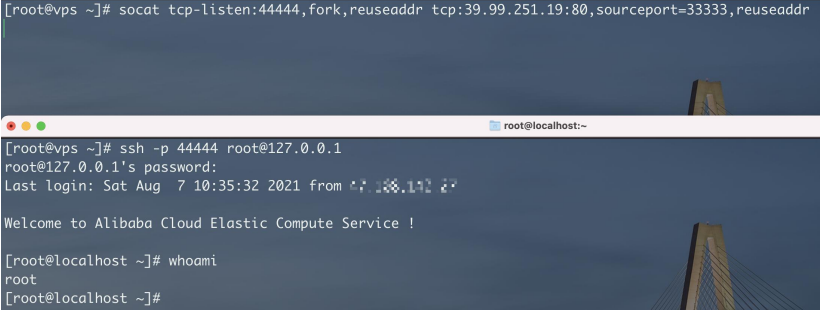 [root@vps ~]# socat tcp-listen:44444,fork,reuseaddr tcp:39.99.251.19:80,sourceport=33333,reuseaddr
root@localhost:~
[root@vps ~]# ssh -p 44444 root@127.0.0.1
root@127.0.0.1's password:
Last login: Sat Aug  7 10:35:32 2021 from
Welcome to Alibaba Cloud Elastic Compute Service !
[root@localhost ~]# whoami
root
[root@localhost ~]#